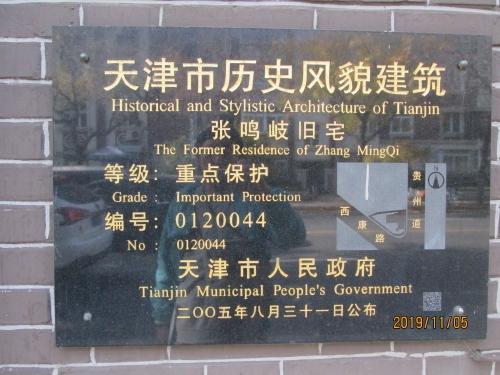 天津市历史风貌建筑
Historical and Stylistic Architecture of Tianjin
张鸣岐旧宅
The Former Residence of Zhang MingQi
等级：重点保护
Grade : Important Protection
编号：0120044
No : 0120044
贵州道
西康路
N
天津市人民政府
Tianjin Municipal People's Government
二〇〇五年八月三十一日公布
2019/11/05